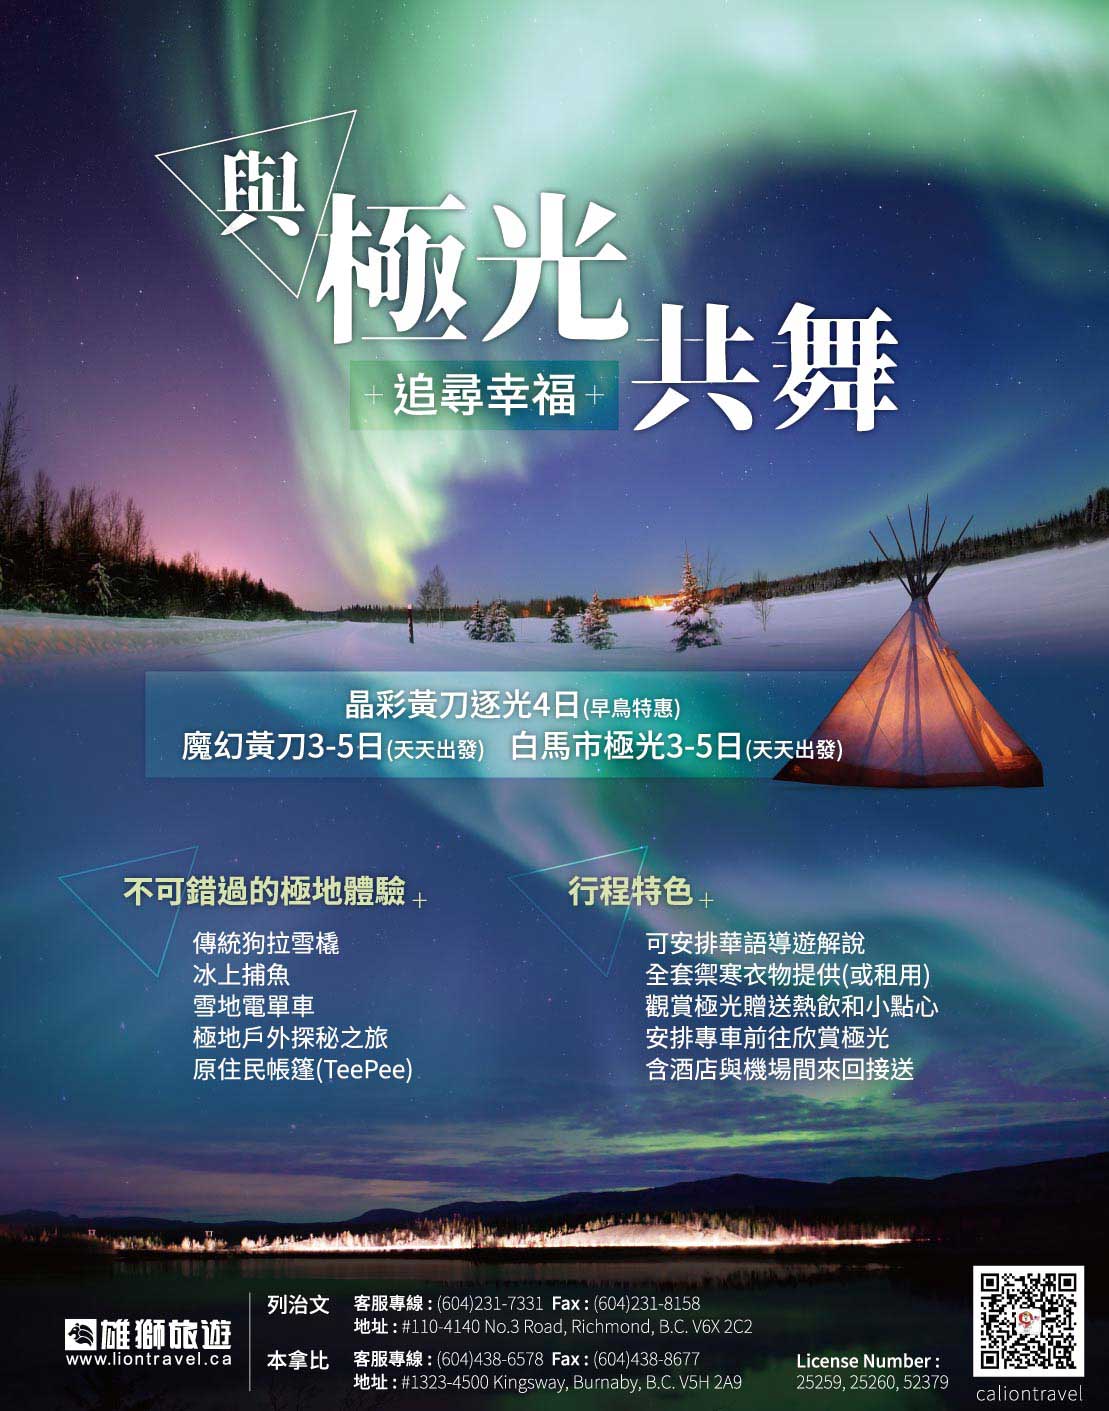 與
極光
共舞
追尋幸福
晶彩黃刀逐光4日(早鳥特惠)
魔幻黃刀3-5日(天天出發) 白馬市極光3-5日(天天出發)
不可錯過的極地體驗
傳統狗拉雪橇
冰上捕魚
雪地電單車
極地戶外探秘之旅
原住民帳篷(TeePee)
行程特色
可安排華語導遊解說
全套禦寒衣物提供(或租用)
觀賞極光贈送熱飲和小點心
安排專車前往欣賞極光
含酒店與機場間來回接送
雄獅旅遊
www.liontravel.ca
列治文 客服專線 : (604)231-7331 Fax : (604)231-8158
地址 : #110-4140 No.3 Road, Richmond, B.C. V6X 2C2
本拿比 客服專線 : (604)438-6578 Fax : (604)438-8677
地址 : #1323-4500 Kingsway, Burnaby, B.C. V5H 2A9
License Number :
25259, 25260, 52379
caliontravel